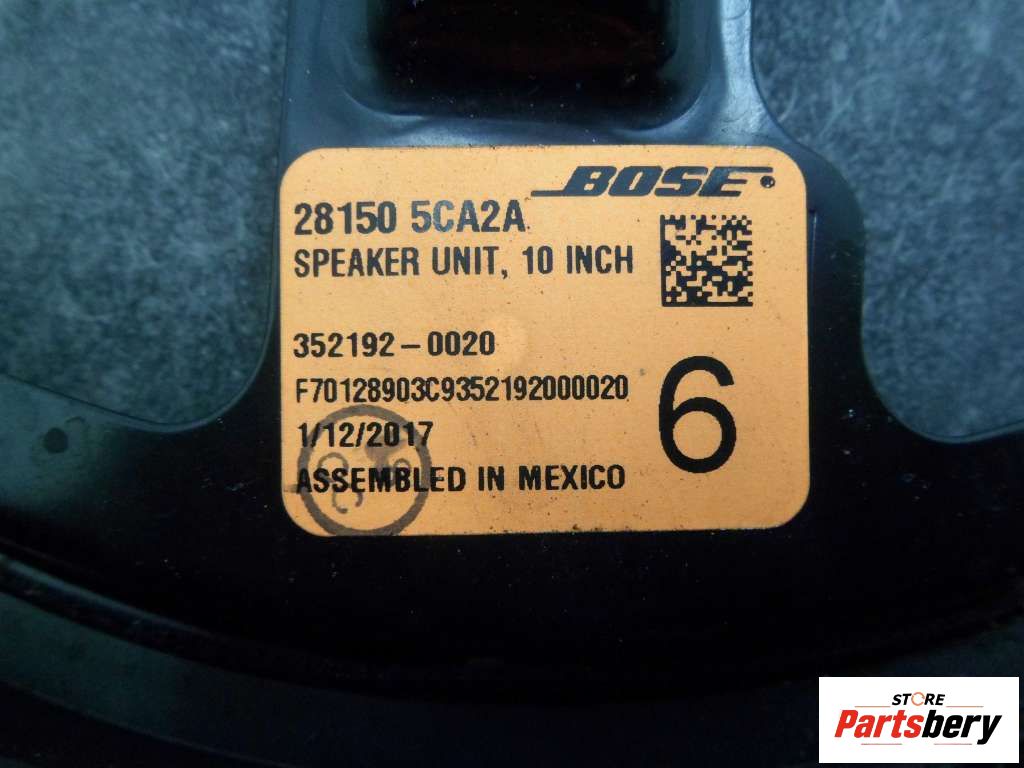 BOSE
28150 5CA2A
SPEAKER UNIT, 10 INCH
352192-0020
F70128903C9352192000020
6
1/12/2017
ASSEMBLED IN MEXICO
STORE
Partsbery